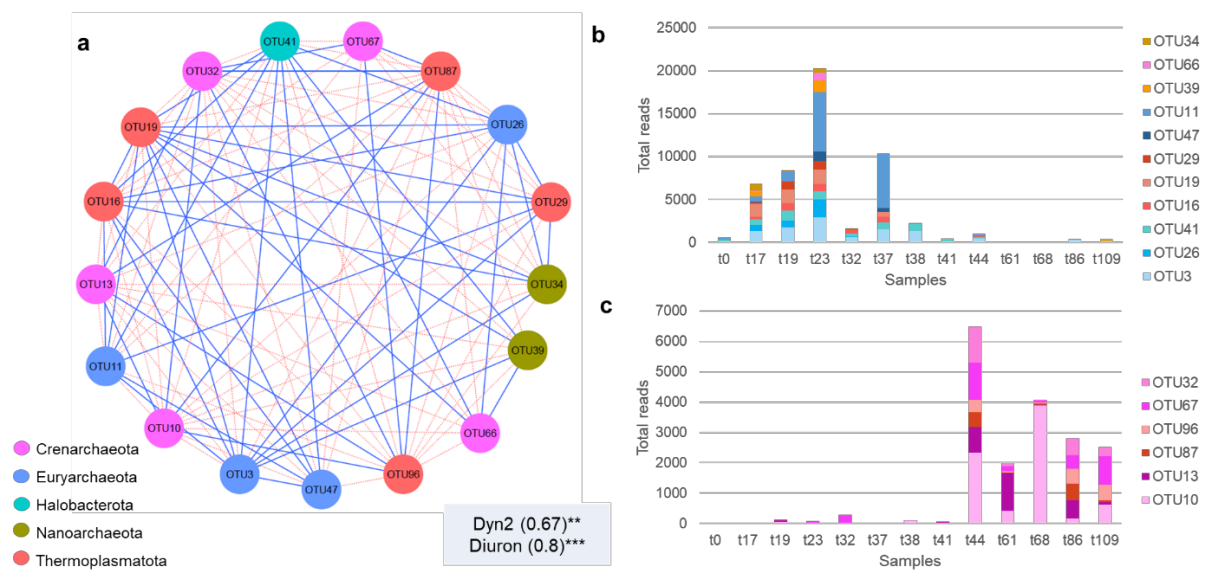 a
OTU41
OTU67
OTU32
OTU87
OTU19
OTU26
OTU16
OTU29
OTU13
OTU34
OTU11
OTU39
OTU10
OTU66
OTU3
OTU47
OTU96
Crenarchaeota
Euryarchaeota
Halobacterota
Nanoarchaeota
Thermoplasmatota
Dyn2 (0.67)**
Diuron (0.8)***
b
Total reads
25000
20000
15000
10000
5000
0
t0 t17 t19 t23 t32 t37 t38 t41 t44 t61 t68 t86 t109
Samples
OTU34
OTU66
OTU39
OTU11
OTU47
OTU29
OTU19
OTU16
OTU41
OTU26
OTU3
c
Total reads
7000
6000
5000
4000
3000
2000
1000
0
t0 t17 t19 t23 t32 t37 t38 t41 t44 t61 t68 t86 t109
Samples
OTU32
OTU67
OTU96
OTU87
OTU13
OTU10